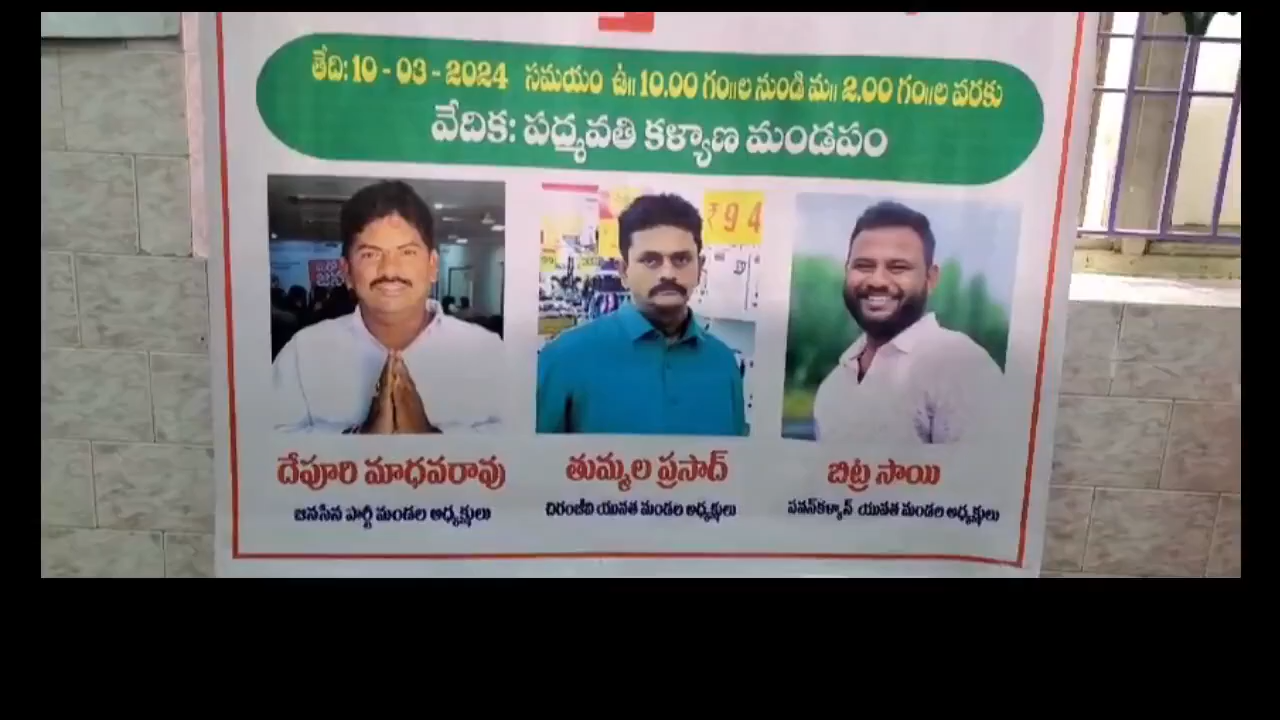 తేది: 10 - 03 - 2024 సమయం ఉ॥ 10.00 గం॥ల నుండి మ॥ 2.00 గం॥ల వరకు
వేదిక: పద్మవతి కళ్యాణ మండపం
₹94
దేపూరి మాధవరావు
తుమ్మల ప్రసాద్
బిట్ర సాయి
జనసేన పార్టీ మండల అధ్యక్షులు
చిరంజీవి యువత మండల అధ్యక్షులు
పవన్‌కళ్యాన్ యువత మండల అధ్యక్షులు